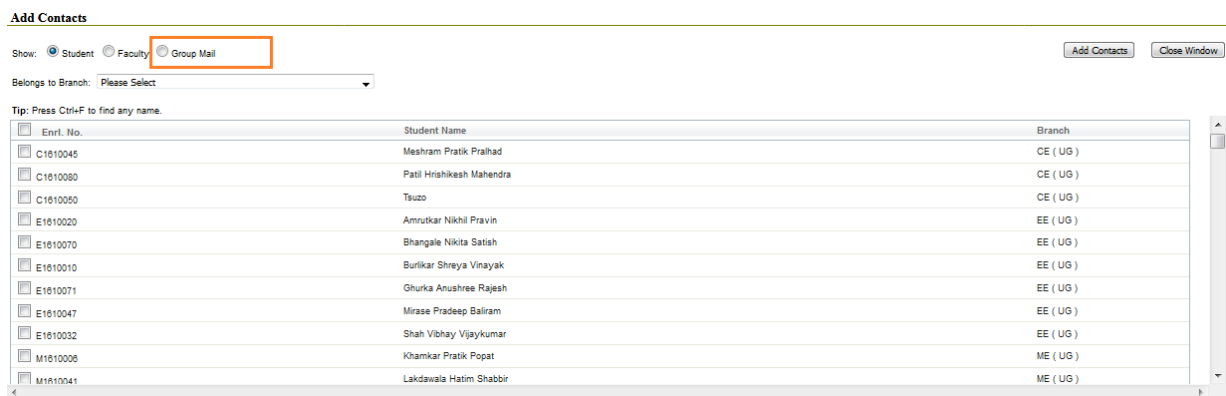 Add Contacts
Show: Student Faculty Group Mail Add Contacts Close Window
Belongs to Branch: Please Select
Tip: Press Ctrl+F to find any name.
Enrl. No. Student Name Branch
C1610045 Meshram Pratik Pralhad CE ( UG )
C1610080 Patil Hrishikesh Mahendra CE ( UG )
C1610050 Tsuzo CE ( UG )
E1610020 Amrutkar Nikhil Pravin EE ( UG )
E1610070 Bhangale Nikita Satish EE ( UG )
E1610010 Burlikar Shreya Vinayak EE ( UG )
E1610071 Ghurka Anushree Rajesh EE ( UG )
E1610047 Mirase Pradeep Baliram EE ( UG )
E1610032 Shah Vibhay Vijaykumar EE ( UG )
M1610006 Khamkar Pratik Popat ME ( UG )
M1610041 Lakdawala Hatim Shabbir ME ( UG )